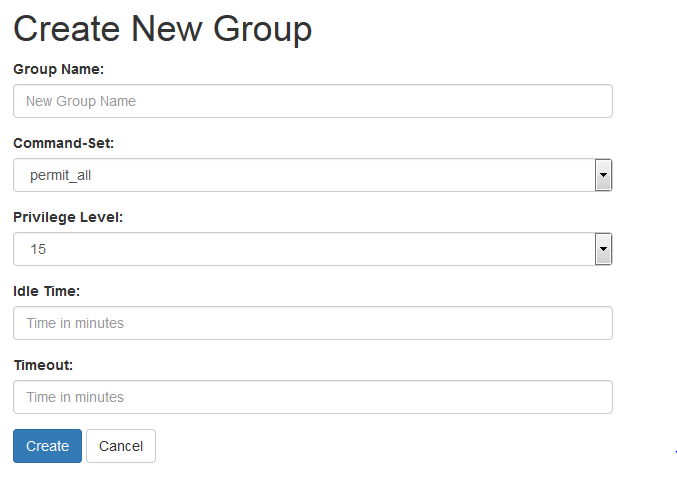 Create New Group
Group Name:
New Group Name
Command-Set:
permit_all
Privilege Level:
15
Idle Time:
Time in minutes
Timeout:
Time in minutes
Create Cancel